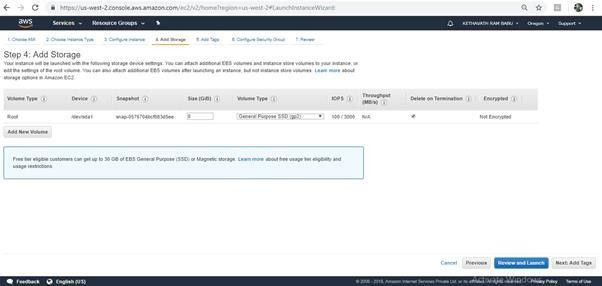 https://us-west-2.console.aws.amazon.com/ec2/v2/home?region=us-west-2#LaunchInstanceWizard:
aws Services Resource Groups KETHAVATH RAM BABU Oregon Support
1. Choose AMI 2. Choose Instance Type 3. Configure Instance 4. Add Storage 5. Add Tags 6. Configure Security Group 7. Review
Step 4: Add Storage
Your instance will be launched with the following storage device settings. You can attach additional EBS volumes and instance store volumes to your instance, or
edit the settings of the root volume. You can also attach additional EBS volumes after launching an instance, but not instance store volumes. Learn more about
storage options in Amazon EC2.
Volume Type Device Snapshot Size (GiB) Volume Type IOPS Throughput (MB/s) Delete on Termination Encrypted
Root /dev/sda1 8 General Purpose SSD (gp2) 100 / 3000 N/A Not Encrypted
Add New Volume
Free tier eligible customers can get up to 30 GB of EBS General Purpose (SSD) or Magnetic storage. Learn more about free usage tier eligibility and
usage restrictions.
Cancel Previous Review and Launch Next: Add Tags
Activate Windows
Feedback English (US) © 2008 - 2018, Amazon Internet Services Private Ltd. or its affiliates. All rights reserved. Privacy Policy Terms of Use